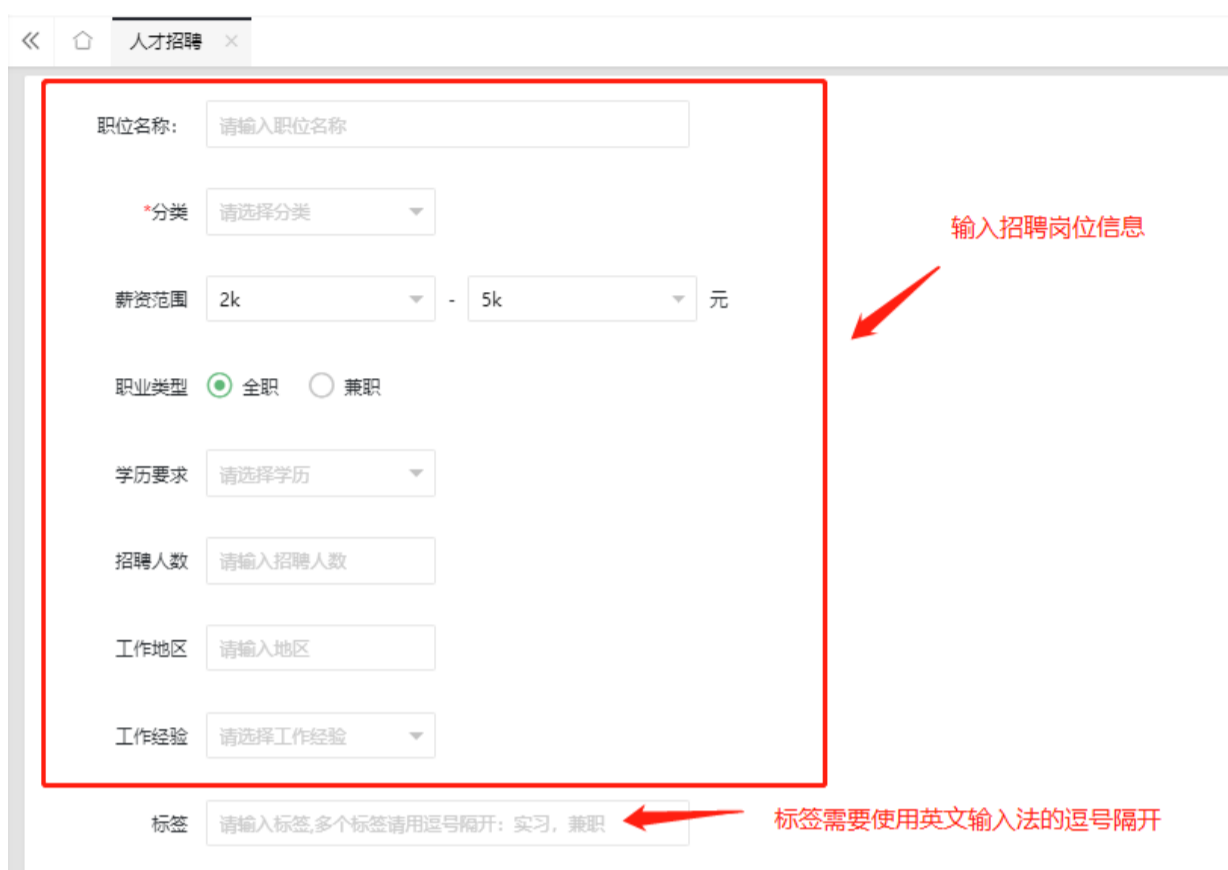 人才招聘
职位名称： 请输入职位名称
*分类 请选择分类
输入招聘岗位信息
薪资范围 2k - 5k 元
职业类型 全职 兼职
学历要求 请选择学历
招聘人数 请输入招聘人数
工作地区 请输入地区
工作经验 请选择工作经验
标签 请输入标签,多个标签请用逗号隔开：实习，兼职
标签需要使用英文输入法的逗号隔开